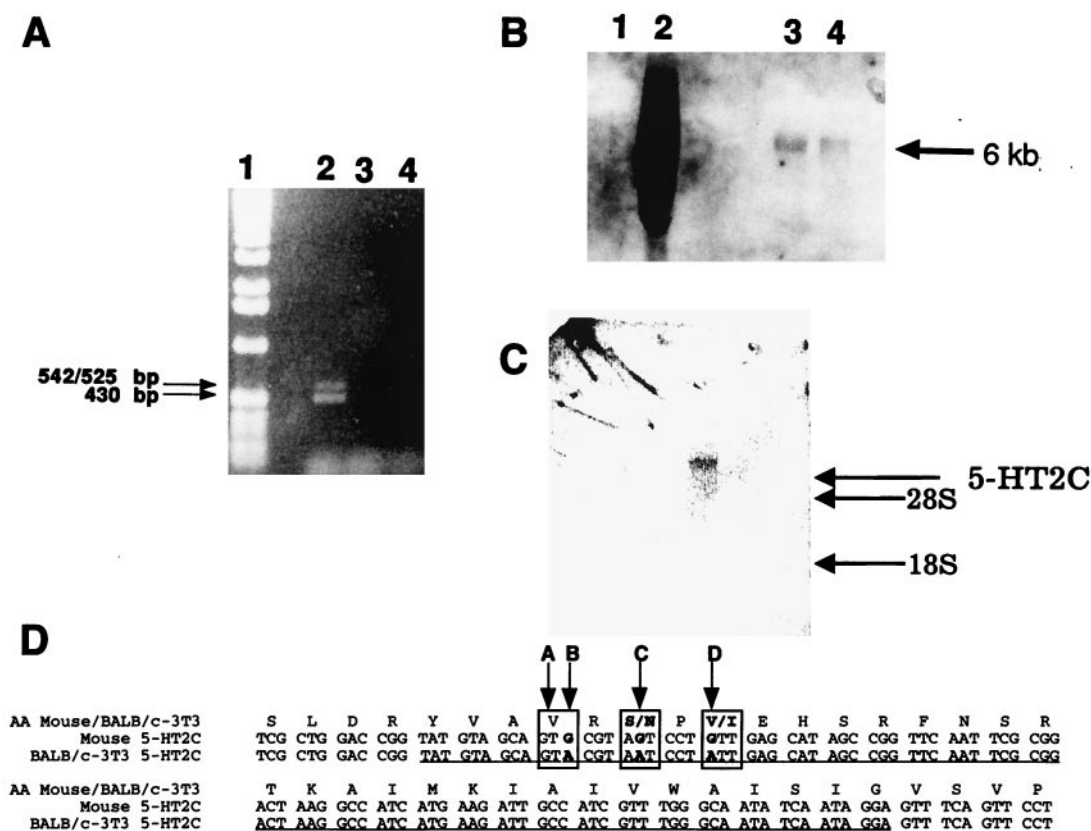 A
1 2 3 4
542/525 bp
430 bp
B
1 2 3 4
6 kb
C
5-HT2C
28S
18S
D
A B C D
AA Mouse/BALB/c-3T3 S L D R Y V A V R S/N P V/I E H S R F N S R
Mouse 5-HT2C TCG CTG GAC CGG TAT GTA GCA GTG CGT AGT CCT GTT GAG CAT AGC CGG TTC AAT TCG CGG
BALB/c-3T3 5-HT2C TCG CTG GAC CGG TAT GTA GCA GTA CGT AAT CCT ATT GAG CAT AGC CGG TTC AAT TCG CGG
AA Mouse/BALB/c-3T3 T K A I M K I A I V W A I S I G V S V P
Mouse 5-HT2C ACT AAG GCC ATC ATG AAG ATT GCC ATC GTT TGG GCA ATA TCA ATA GGA GTT TCA GTT CCT
BALB/c-3T3 5-HT2C ACT AAG GCC ATC ATG AAG ATT GCC ATC GTT TGG GCA ATA TCA ATA GGA GTT TCA GTT CCT